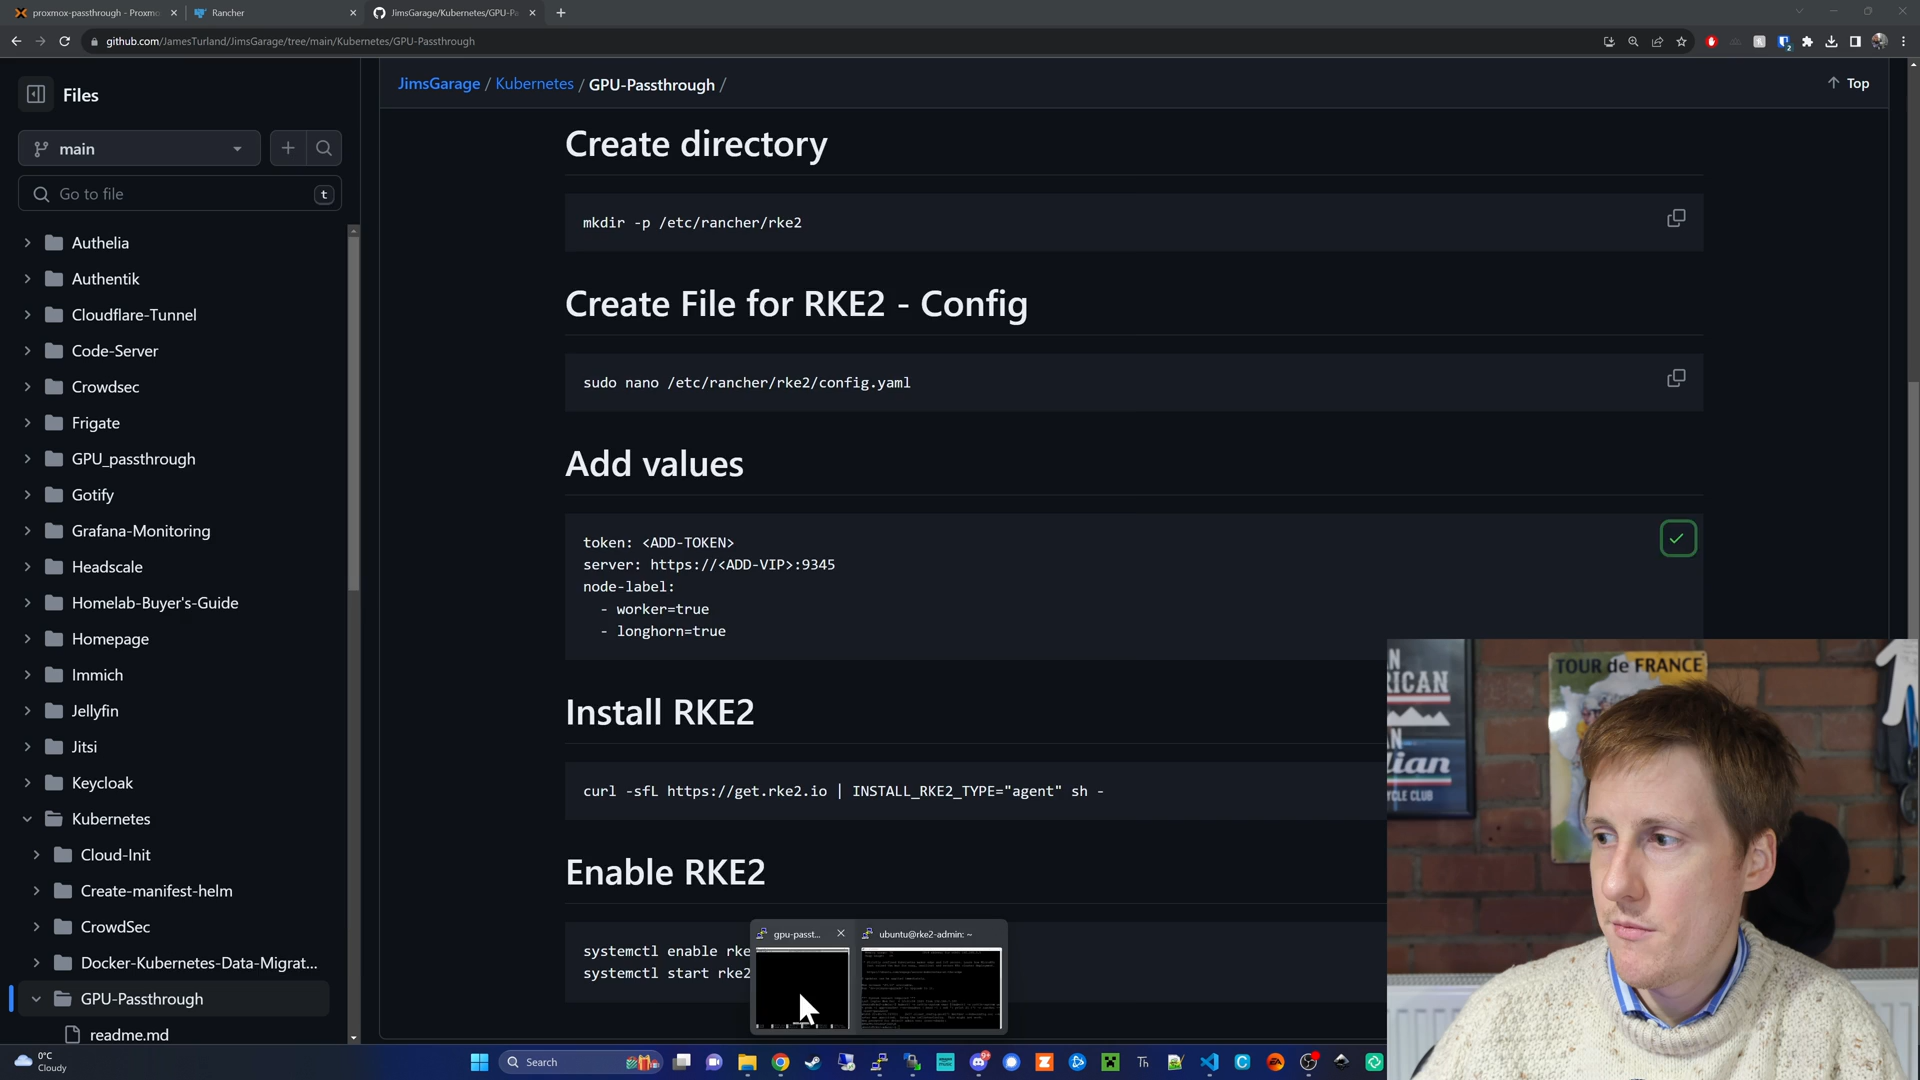 proxmox-passthrough - Proxmo
Rancher
JimsGarage/Kubernetes/GPU-Pa
github.com/JamesTurland/JimsGarage/tree/main/Kubernetes/GPU-Passthrough
Files
main
Go to file
t
Authelia
Authentik
Cloudflare-Tunnel
Code-Server
Crowdsec
Frigate
GPU_passthrough
Gotify
Grafana-Monitoring
Headscale
Homelab-Buyer's-Guide
Homepage
Immich
Jellyfin
Jitsi
Keycloak
Kubernetes
Cloud-Init
Create-manifest-helm
CrowdSec
Docker-Kubernetes-Data-Migrat...
GPU-Passthrough
readme.md
JimsGarage / Kubernetes / GPU-Passthrough /
Top
Create directory
mkdir -p /etc/rancher/rke2
Create File for RKE2 - Config
sudo nano /etc/rancher/rke2/config.yaml
Add values
token: <ADD-TOKEN>
server: https://<ADD-VIP>:9345
node-label:
- worker=true
- longhorn=true
Install RKE2
curl -sfL https://get.rke2.io | INSTALL_RKE2_TYPE="agent" sh -
Enable RKE2
systemctl enable rke
systemctl start rke2
gpu-passt...
ubuntu@rke2-admin: ~
TOUR de FRANCE
RICAN
lian
CYCLE CLUB
0°C
Cloudy
Search